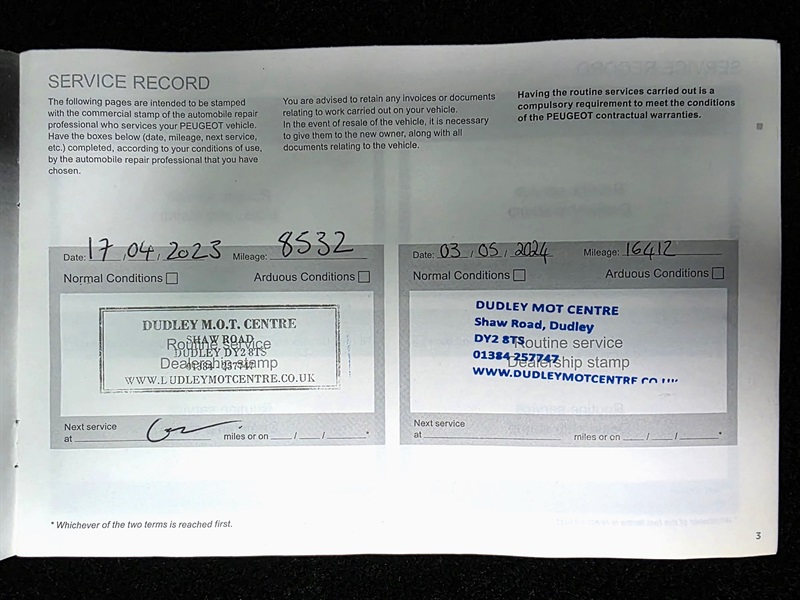 SERVICE RECORD
The following pages are intended to be stamped
with the commercial stamp of the automobile repair
professional who services your PEUGEOT vehicle.
Have the boxes below (date, mileage, next service,
etc.) completed, according to your conditions of use,
by the automobile repair professional that you have
chosen.
You are advised to retain any invoices or documents
relating to work carried out on your vehicle.
In the event of resale of the vehicle, it is necessary
to give them to the new owner, along with all
documents relating to the vehicle.
Having the routine services carried out is a
compulsory requirement to meet the conditions
of the PEUGEOT contractual warranties.
Date: 17/04/2023 Mileage: 8532
Normal Conditions Arduous Conditions
DUDLEY M.O.T. CENTRE
SHAW ROAD
Routine service
DUDLEY DY2 8TS
Dealership stamp
01384 257747
WWW.DUDLEYMOTCENTRE.CO.UK
Next service
at miles or on / / *
Date: 03/05/2024 Mileage: 16412
Normal Conditions Arduous Conditions
DUDLEY MOT CENTRE
Shaw Road, Dudley
DY2 8TS
Routine service
01384 257747
Dealership stamp
WWW.DUDLEYMOTCENTRE.CO.UK
Next service
at miles or on / / *
* Whichever of the two terms is reached first.
3